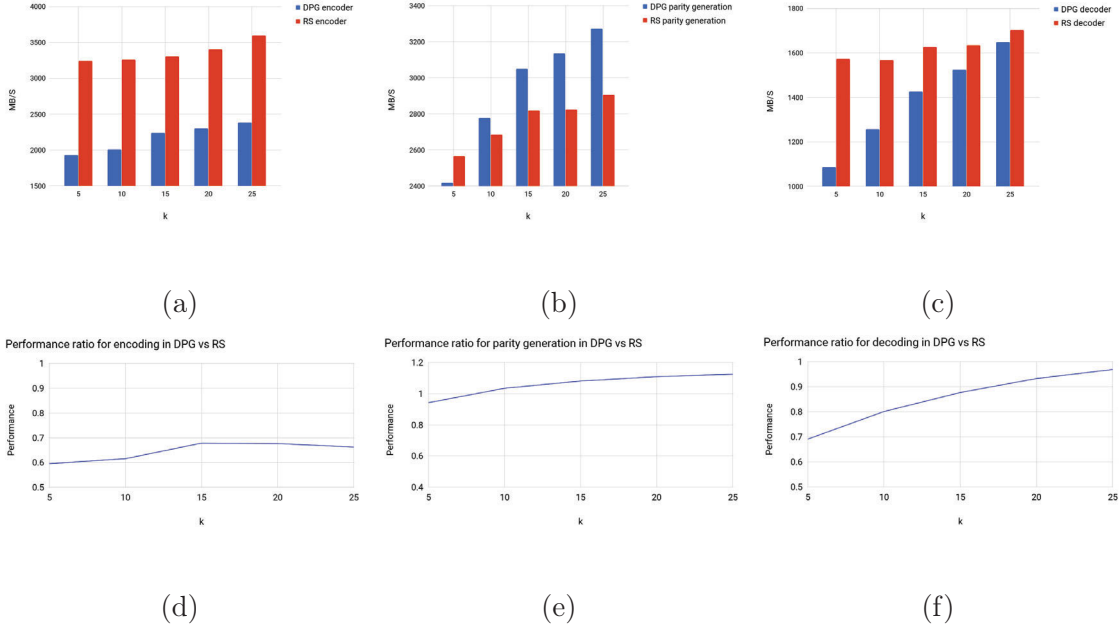 DPG encoder
RS encoder
4000
3500
3000
2500
2000
1500
MB/S
5 10 15 20 25
k
(a)
DPG parity generation
RS parity generation
3400
3200
3000
2800
2600
2400
MB/S
5 10 15 20 25
k
(b)
DPG decoder
RS decoder
1800
1600
1400
1200
1000
MB/S
5 10 15 20 25
k
(c)
Performance ratio for encoding in DPG vs RS
1
0.9
0.8
0.7
0.6
0.5
Performance
5 10 15 20 25
k
(d)
Performance ratio for parity generation in DPG vs RS
1.2
1
0.8
0.6
0.4
Performance
5 10 15 20 25
k
(e)
Performance ratio for decoding in DPG vs RS
1
0.9
0.8
0.7
0.6
0.5
Performance
5 10 15 20 25
k
(f)